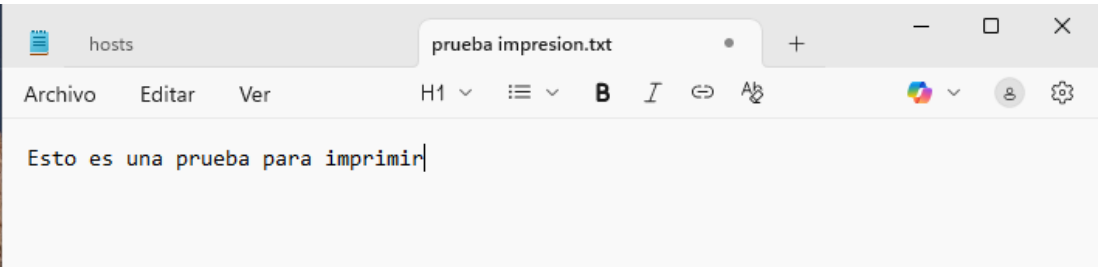 hosts
prueba impresion.txt
Archivo Editar Ver H1 B I
Esto es una prueba para imprimir